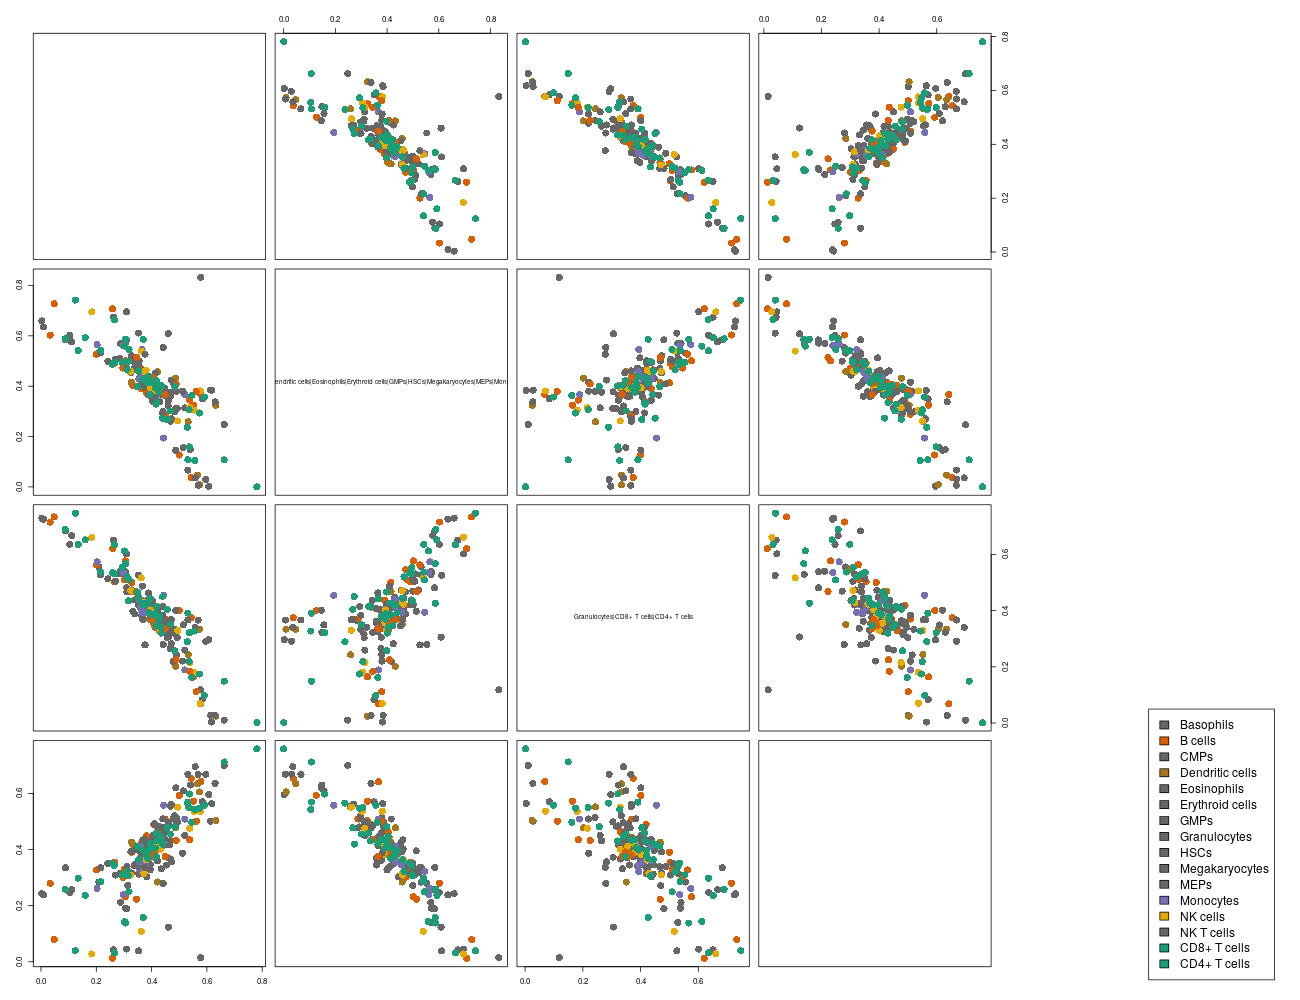 0.0 0.2 0.4 0.6 0.8
0.0 0.2 0.4 0.6
0.0 0.2 0.4 0.6 0.8
0.0 0.2 0.4 0.6 0.8
endritic cells|Eosinophils|Erythroid cells|GMPs|HSCs|Megakaryocytes|MEPs|Mon
Granulocytes|CD8+ T cells|CD4+ T cells
0.0 0.2 0.4 0.6
0.0 0.2 0.4 0.6
0.0 0.2 0.4 0.6 0.8
0.0 0.2 0.4 0.6
Basophils
B cells
CMPs
Dendritic cells
Eosinophils
Erythroid cells
GMPs
Granulocytes
HSCs
Megakaryocytes
MEPs
Monocytes
NK cells
NK T cells
CD8+ T cells
CD4+ T cells